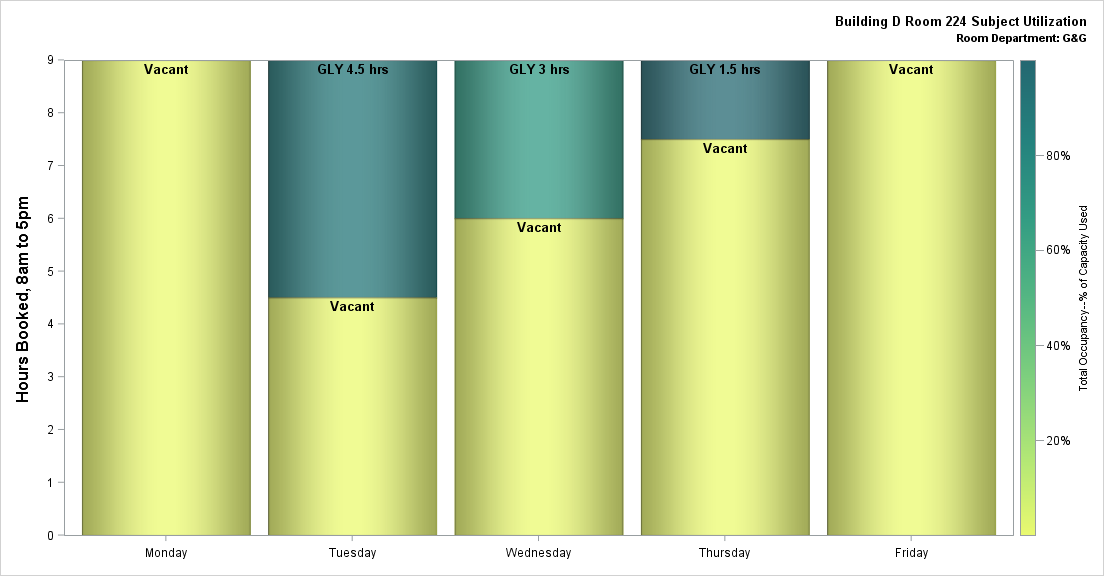 Building D Room 224 Subject Utilization
Room Department: G&G
Hours Booked, 8am to 5pm
9
8
7
6
5
4
3
2
1
0
Vacant
GLY 4.5 hrs
GLY 3 hrs
GLY 1.5 hrs
Vacant
Vacant
Vacant
Vacant
Monday
Tuesday
Wednesday
Thursday
Friday
80%
60%
40%
20%
Total Occupancy--% of Capacity Used